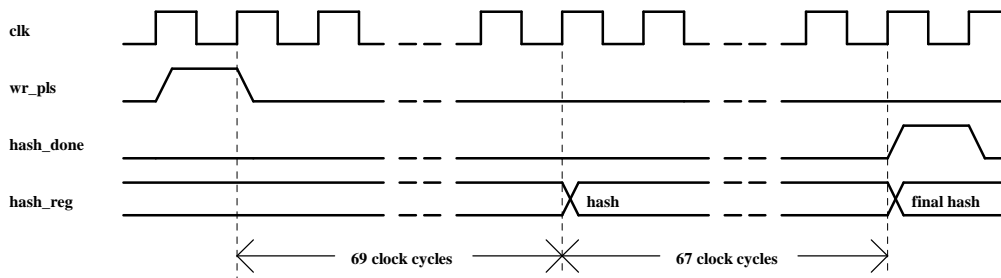 clk
wr_pls
hash_done
hash_reg
hash
final hash
69 clock cycles
67 clock cycles